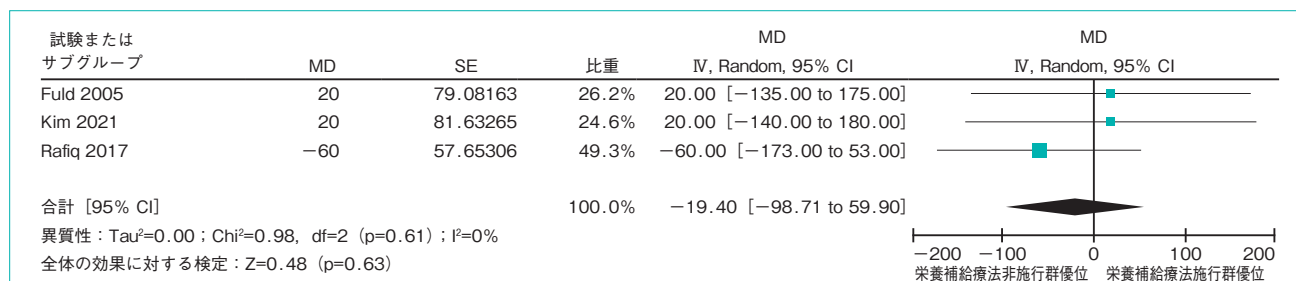 試験または MD MD
サブグループ MD SE 比重 Ⅳ, Random, 95% CI Ⅳ, Random, 95% CI
Fuld 2005 20 79.08163 26.2% 20.00［−135.00 to 175.00］
Kim 2021 20 81.63265 24.6% 20.00［−140.00 to 180.00］
Rafiq 2017 −60 57.65306 49.3% −60.00［−173.00 to 53.00］
合計［95% CI］ 100.0% −19.40［−98.71 to 59.90］
異質性：Tau²=0.00；Chi²=0.98, df=2（p=0.61）；I²=0%
全体の効果に対する検定：Z=0.48（p=0.63）
−200 −100 0 100 200
栄養補給療法非施行群優位 栄養補給療法施行群優位